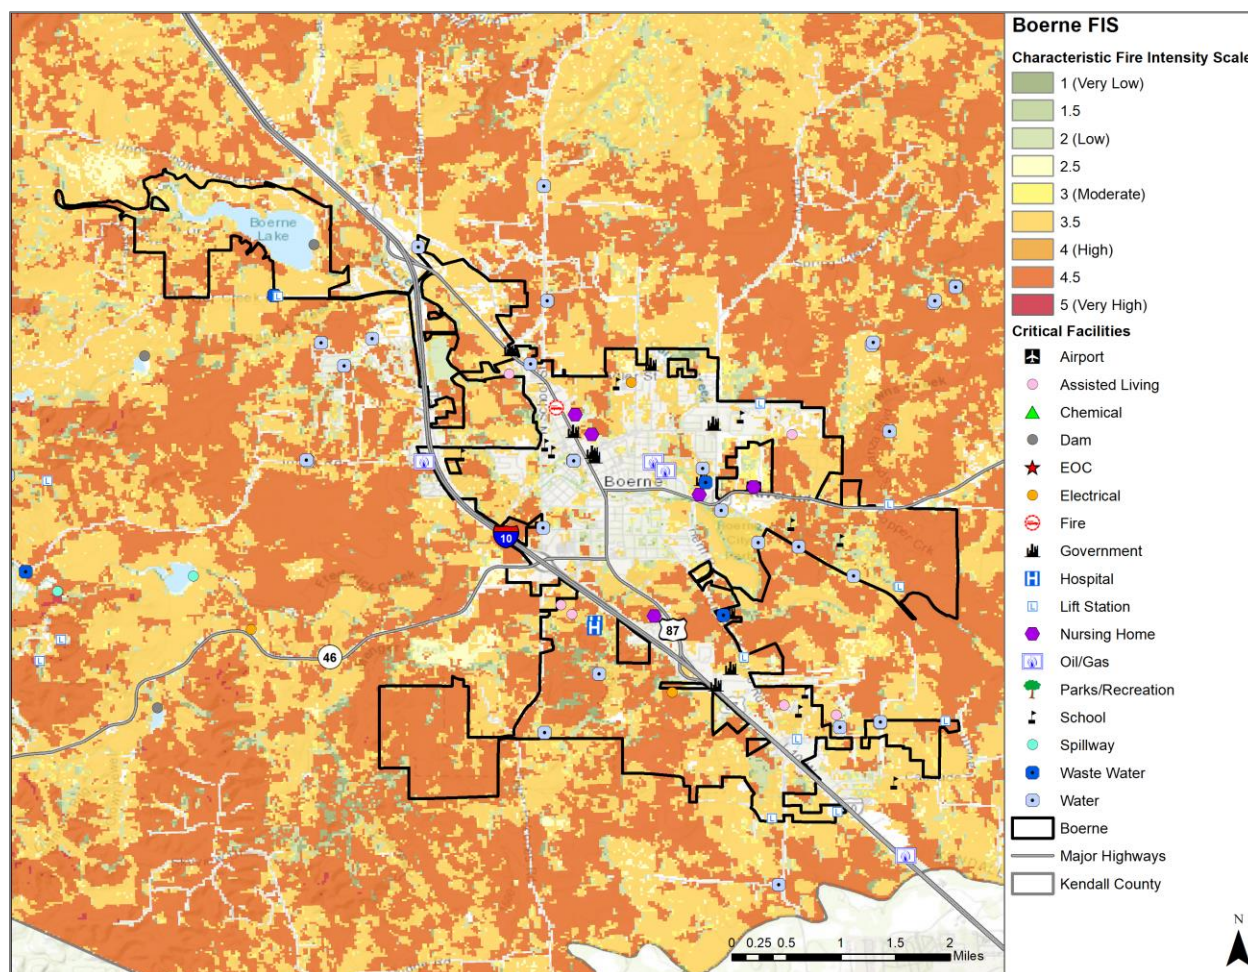 Boerne FIS
Characteristic Fire Intensity Scale
1 (Very Low)
1.5
2 (Low)
2.5
3 (Moderate)
3.5
4 (High)
4.5
5 (Very High)
Critical Facilities
Airport
Assisted Living
Chemical
Dam
EOC
Electrical
Fire
Government
Hospital
Lift Station
Nursing Home
Oil/Gas
Parks/Recreation
School
Spillway
Waste Water
Water
Boerne
Major Highways
Kendall County
N
Boerne
Lake
Boerne
10
87
46
0 0.25 0.5 1 1.5 2
Miles